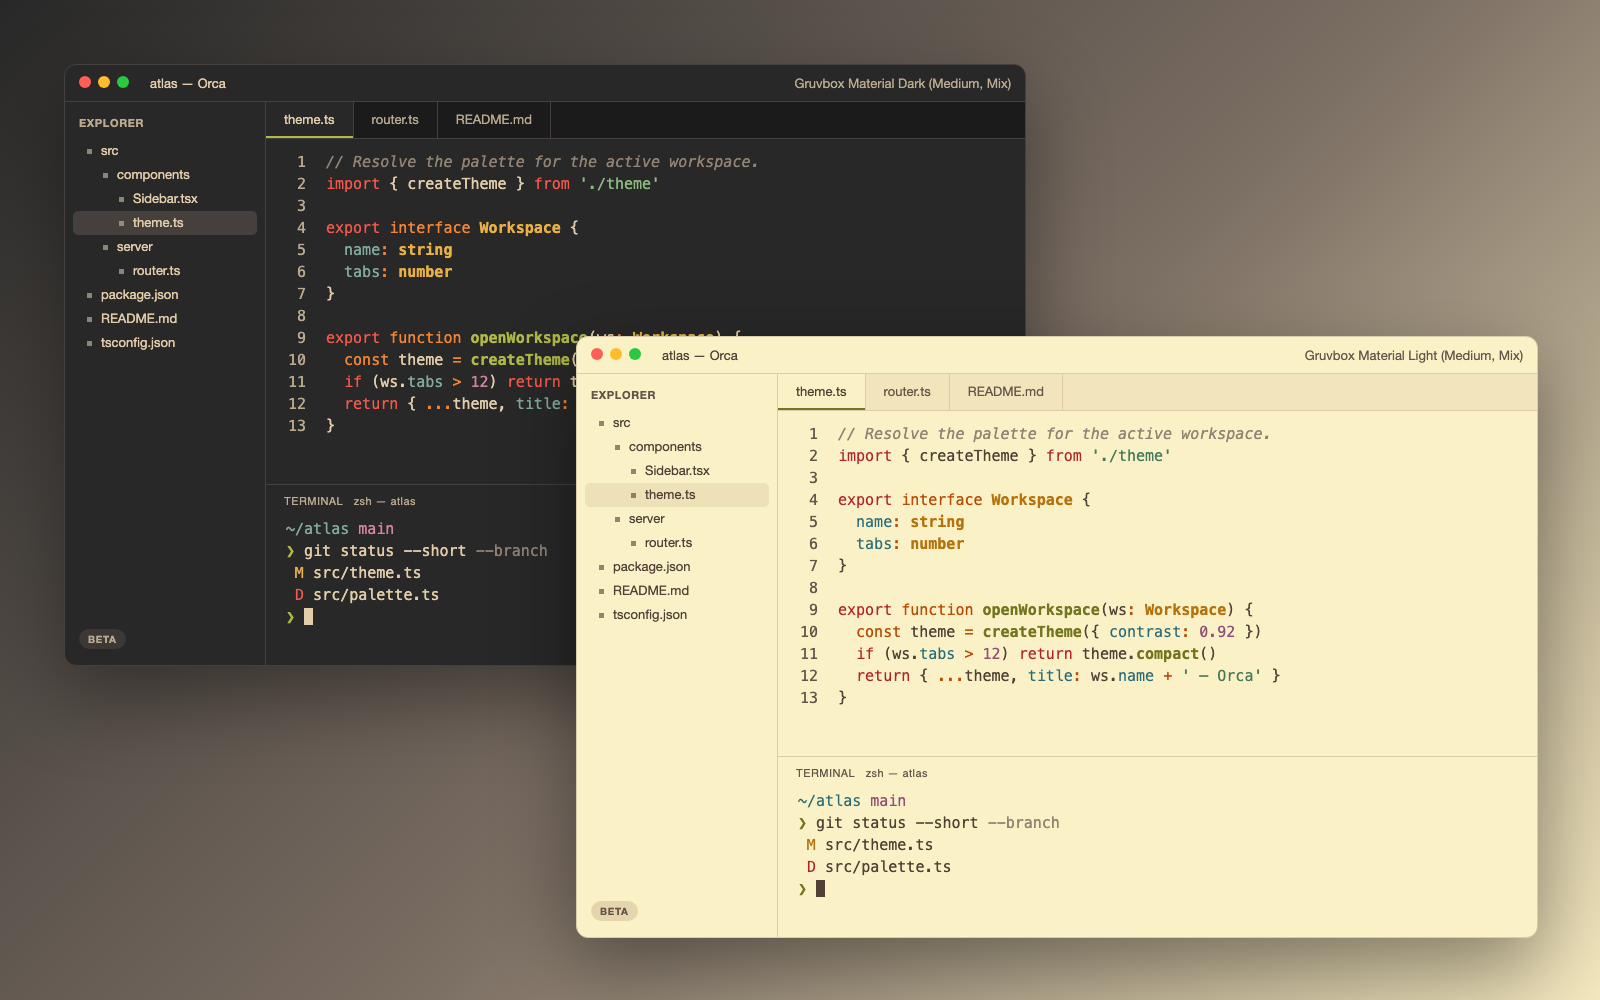 atlas — Orca
Gruvbox Material Dark (Medium, Mix)
EXPLORER
src
components
Sidebar.tsx
theme.ts
server
router.ts
package.json
README.md
tsconfig.json
BETA
theme.ts router.ts README.md
1 // Resolve the palette for the active workspace.
2 import { createTheme } from './theme'
3
4 export interface Workspace {
5 name: string
6 tabs: number
7 }
8
9 export function openWorkspace(ws: Workspace) {
10 const theme = createTheme(
11 if (ws.tabs > 12) return t
12 return { ...theme, title:
13 }
TERMINAL zsh — atlas
~/atlas main
❯ git status --short --branch
M src/theme.ts
D src/palette.ts
❯
atlas — Orca
Gruvbox Material Light (Medium, Mix)
EXPLORER
src
components
Sidebar.tsx
theme.ts
server
router.ts
package.json
README.md
tsconfig.json
BETA
theme.ts router.ts README.md
1 // Resolve the palette for the active workspace.
2 import { createTheme } from './theme'
3
4 export interface Workspace {
5 name: string
6 tabs: number
7 }
8
9 export function openWorkspace(ws: Workspace) {
10 const theme = createTheme({ contrast: 0.92 })
11 if (ws.tabs > 12) return theme.compact()
12 return { ...theme, title: ws.name + ' — Orca' }
13 }
TERMINAL zsh — atlas
~/atlas main
❯ git status --short --branch
M src/theme.ts
D src/palette.ts
❯